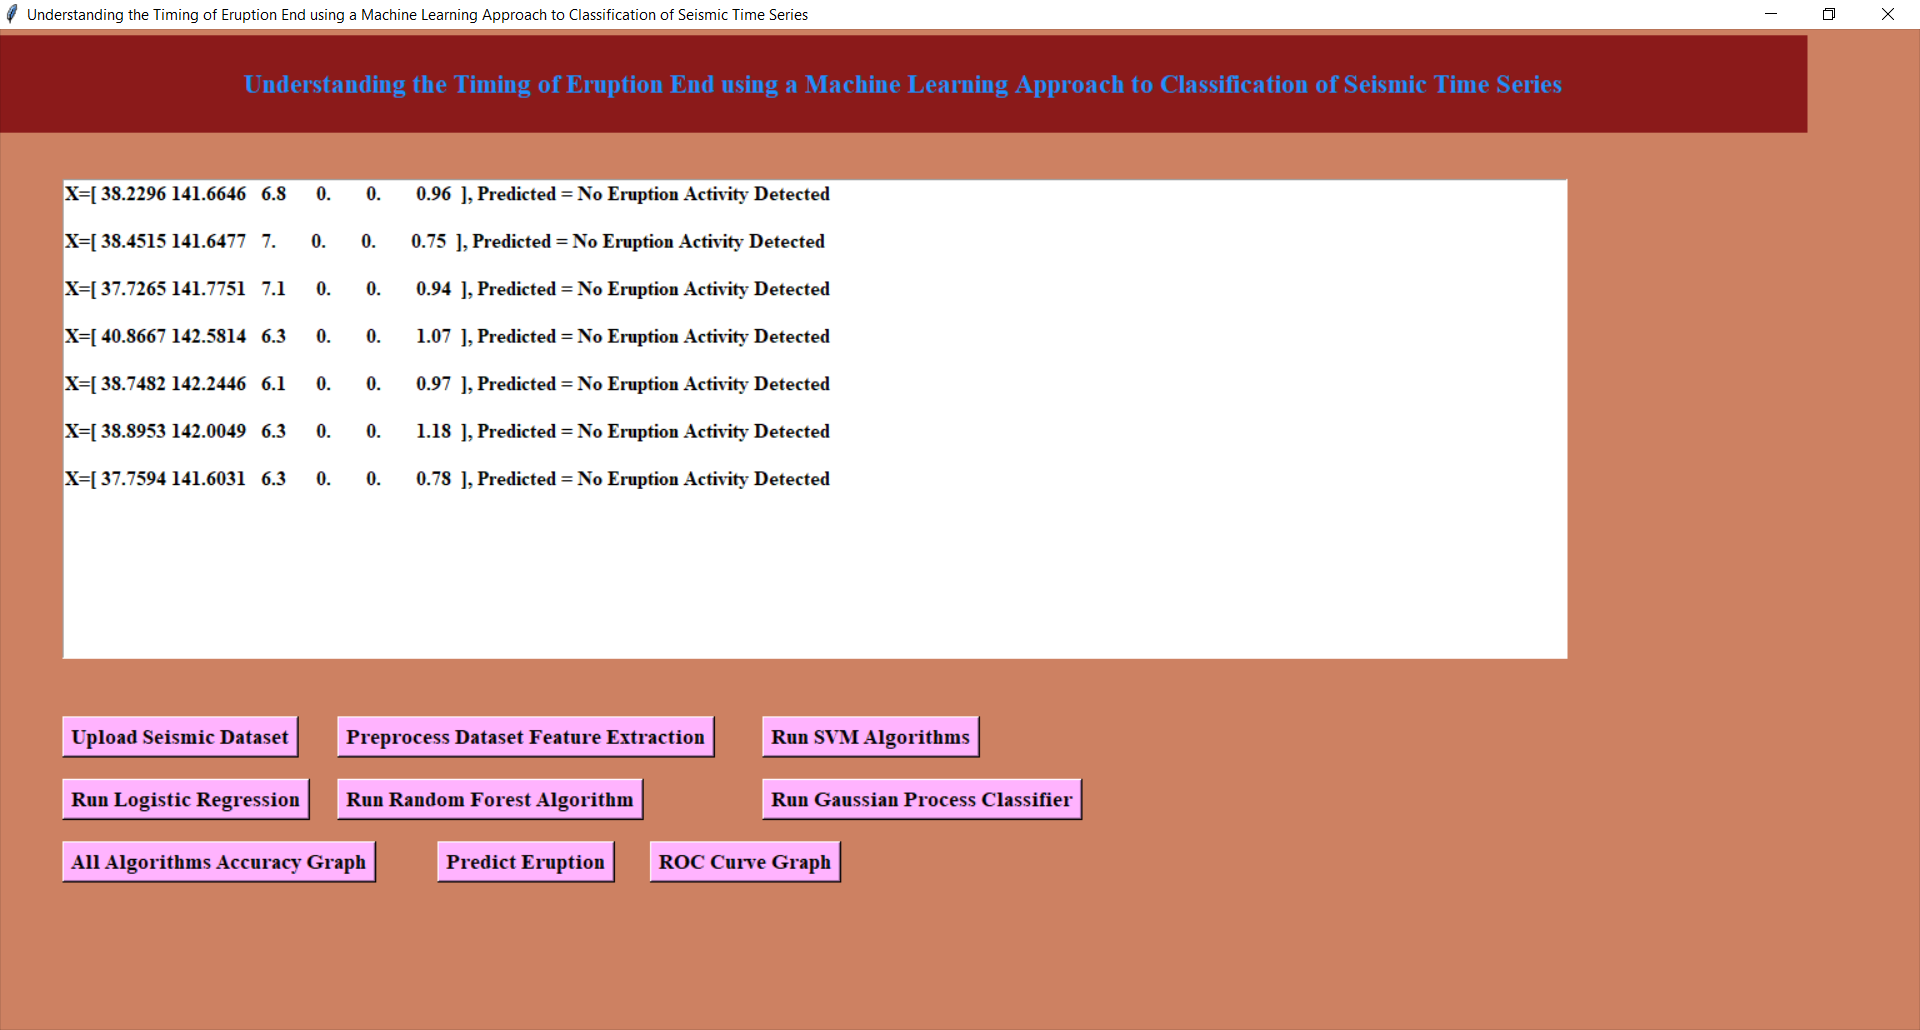 Understanding the Timing of Eruption End using a Machine Learning Approach to Classification of Seismic Time Series
Understanding the Timing of Eruption End using a Machine Learning Approach to Classification of Seismic Time Series
X=[ 38.2296 141.6646 6.8 0. 0. 0.96 ], Predicted = No Eruption Activity Detected
X=[ 38.4515 141.6477 7. 0. 0. 0.75 ], Predicted = No Eruption Activity Detected
X=[ 37.7265 141.7751 7.1 0. 0. 0.94 ], Predicted = No Eruption Activity Detected
X=[ 40.8667 142.5814 6.3 0. 0. 1.07 ], Predicted = No Eruption Activity Detected
X=[ 38.7482 142.2446 6.1 0. 0. 0.97 ], Predicted = No Eruption Activity Detected
X=[ 38.8953 142.0049 6.3 0. 0. 1.18 ], Predicted = No Eruption Activity Detected
X=[ 37.7594 141.6031 6.3 0. 0. 0.78 ], Predicted = No Eruption Activity Detected
Upload Seismic Dataset Preprocess Dataset Feature Extraction Run SVM Algorithms
Run Logistic Regression Run Random Forest Algorithm Run Gaussian Process Classifier
All Algorithms Accuracy Graph Predict Eruption ROC Curve Graph